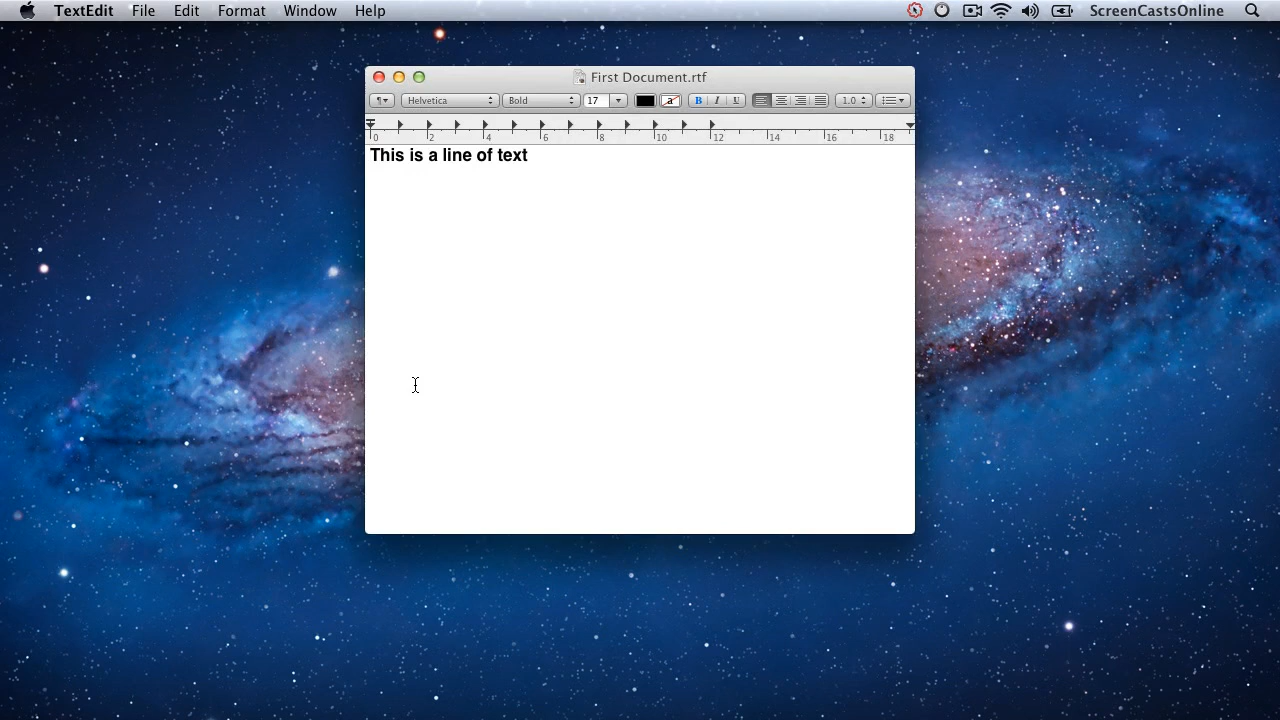 TextEdit File Edit Format Window Help ScreenCastsOnline
First Document.rtf
¶ Helvetica Bold 17 a B I U 1.0
0 2 4 6 8 10 12 14 16 18
This is a line of text